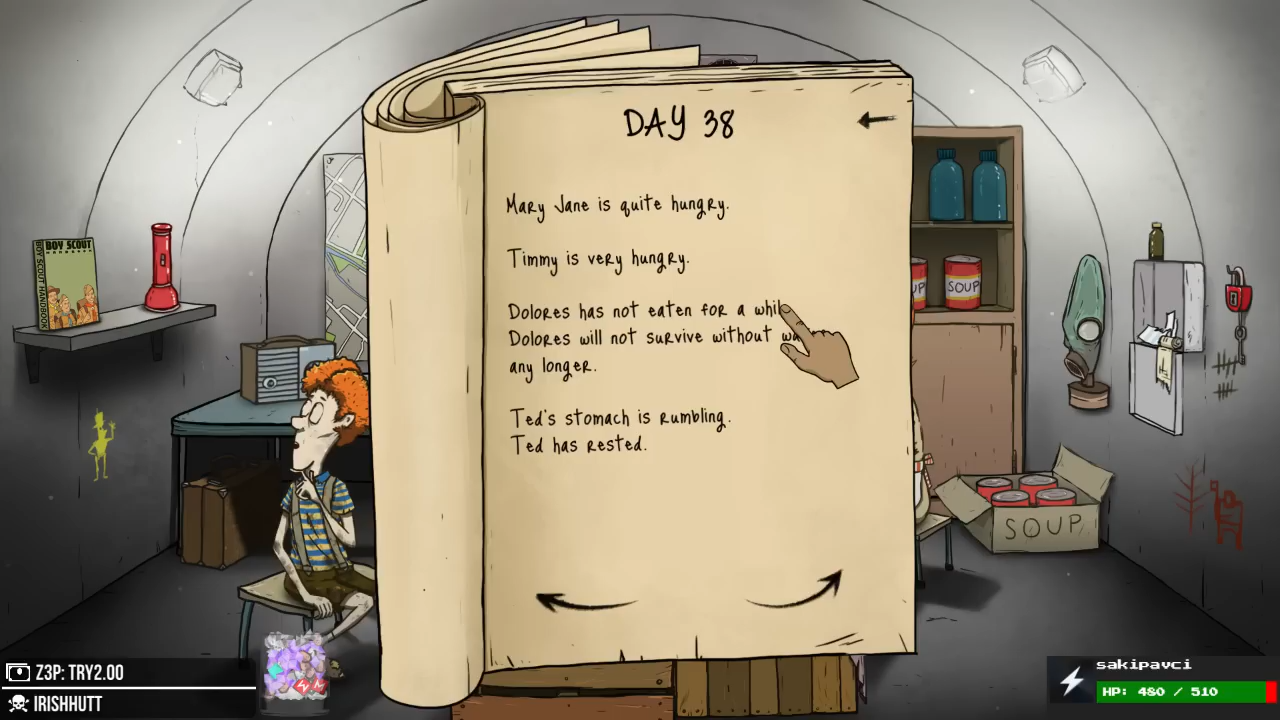 DAY 38
Mary Jane is quite hungry.
Timmy is very hungry.
Dolores has not eaten for a
Dolores will not survive without
any longer.
Ted's stomach is rumbling.
Ted has rested.
BOY SCOUT
BOY SCOUT HANDBOOK
SOUP
SOUP
Z3P: TRY2.00
IRISHHUTT
sakipavci
HP: 480 / 510